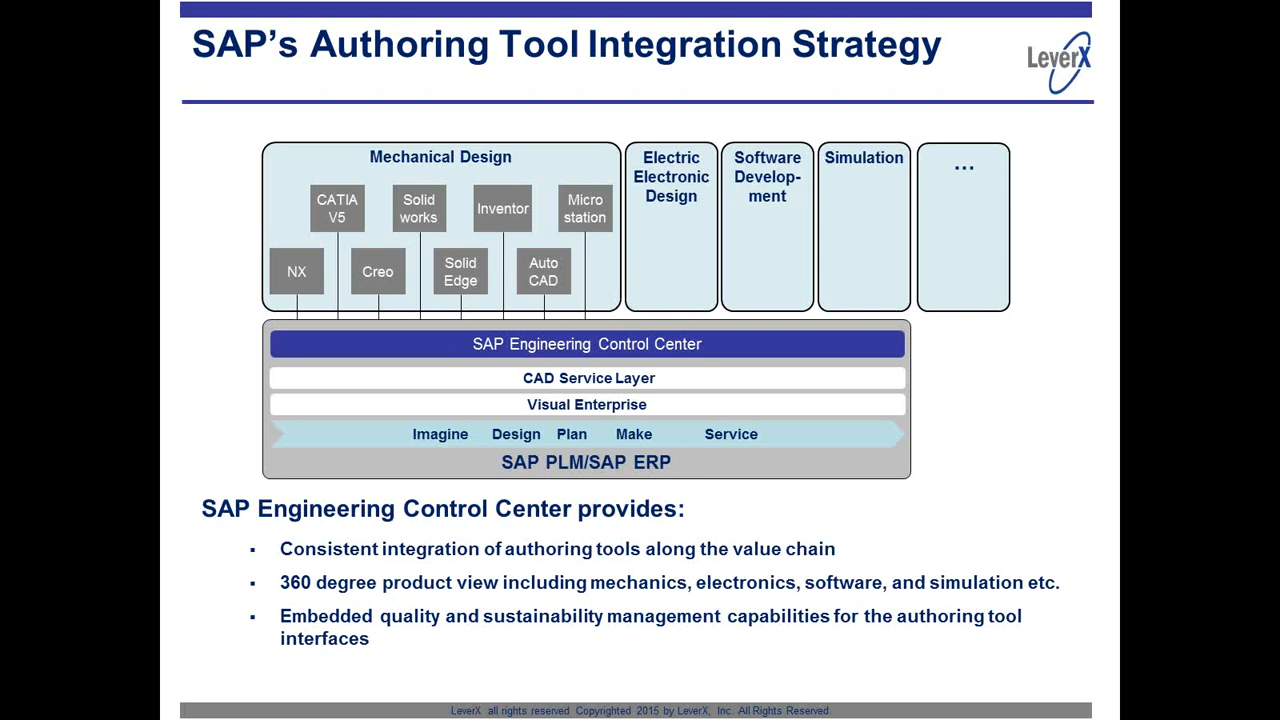 SAP's Authoring Tool Integration Strategy
LeverX
Mechanical Design
Electric
Electronic
Design
Software
Develop-
ment
Simulation
...
CATIA
V5
Solid
works
Inventor
Micro
station
NX
Creo
Solid
Edge
Auto
CAD
SAP Engineering Control Center
CAD Service Layer
Visual Enterprise
Imagine Design Plan Make Service
SAP PLM/SAP ERP
SAP Engineering Control Center provides:
▪ Consistent integration of authoring tools along the value chain
▪ 360 degree product view including mechanics, electronics, software, and simulation etc.
▪ Embedded quality and sustainability management capabilities for the authoring tool
interfaces
LeverX all rights reserved Copyrighted 2015 by LeverX, Inc. All Rights Reserved.